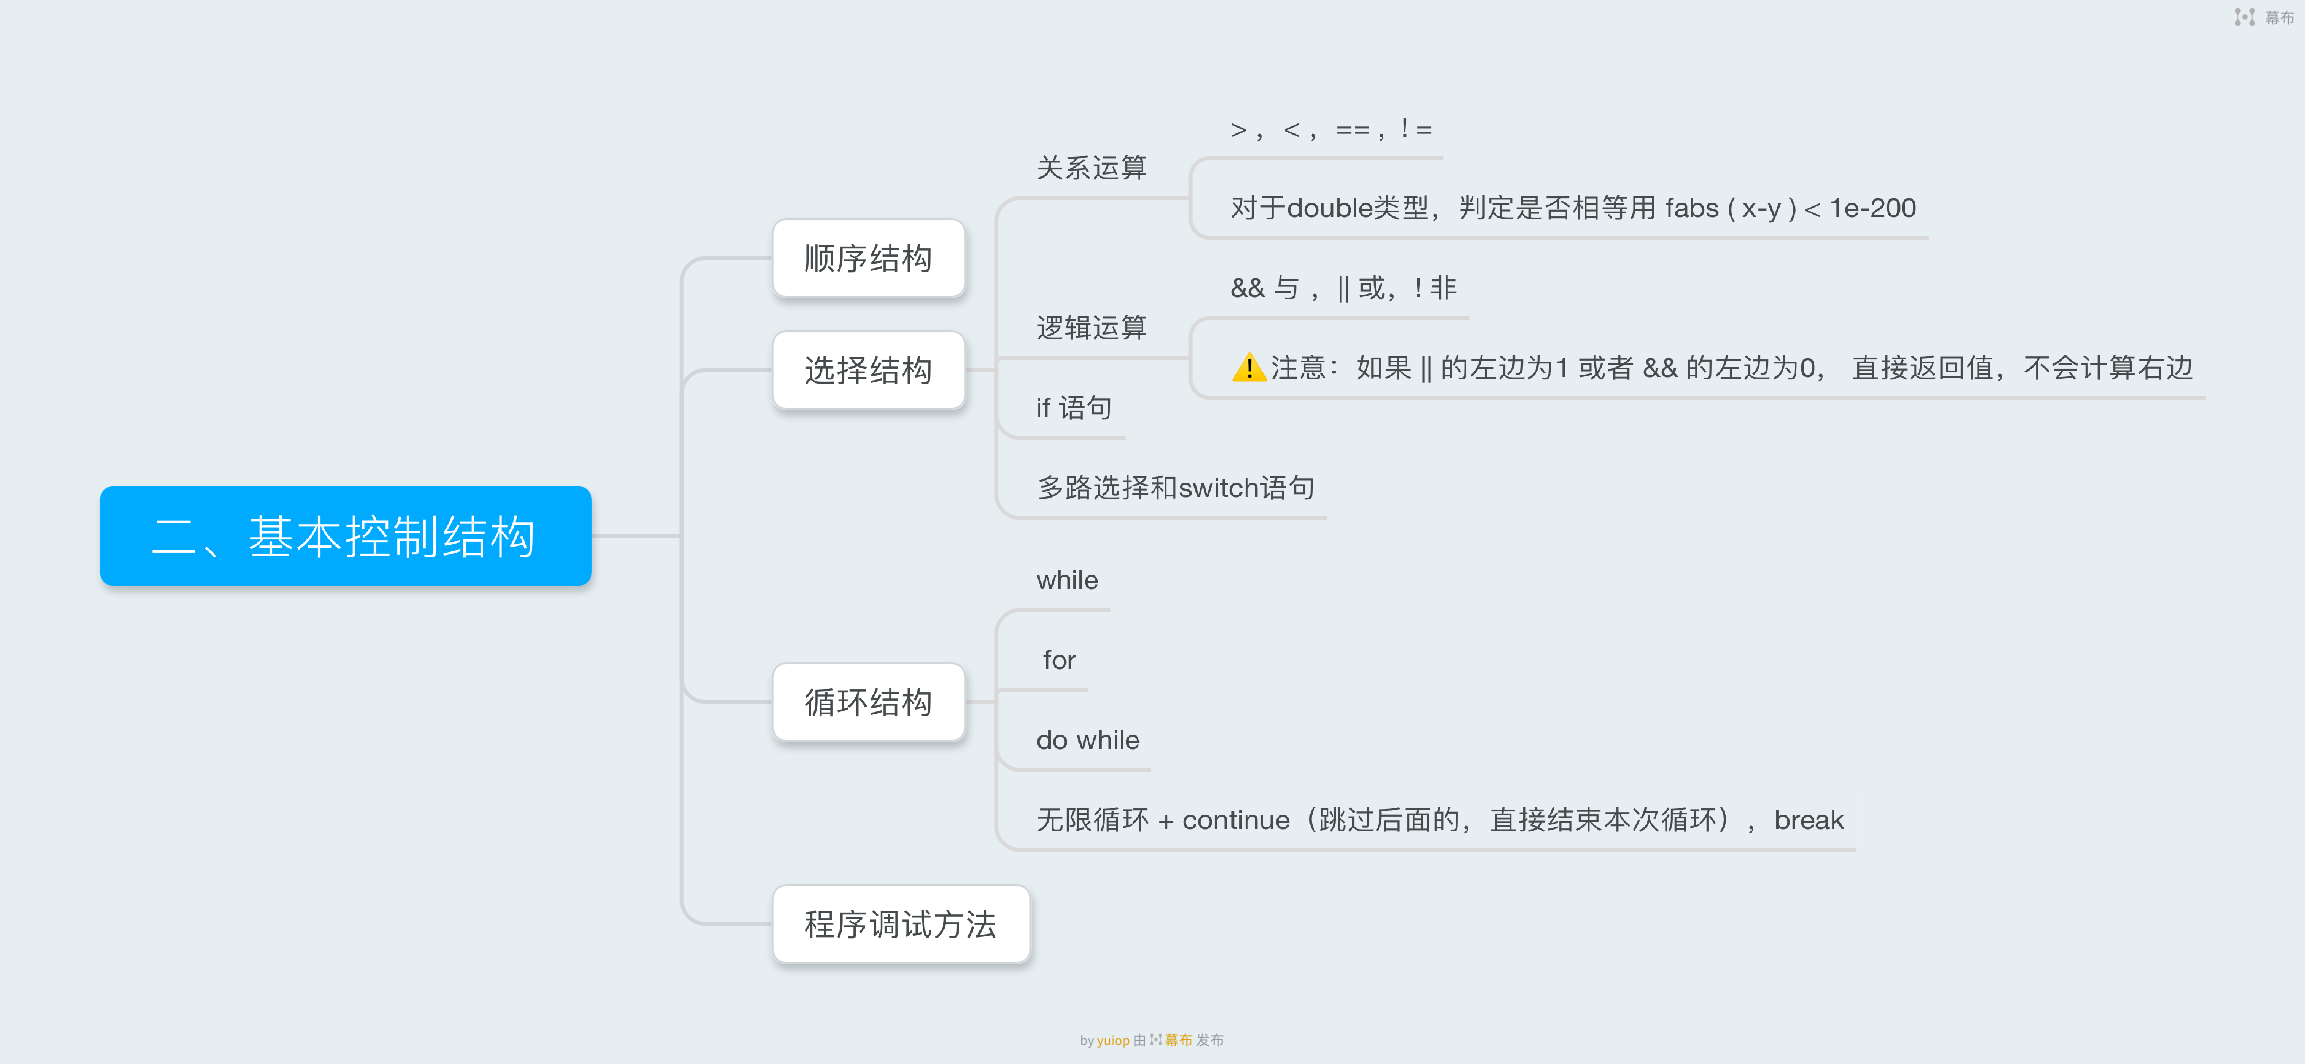 幕布
二、基本控制结构
顺序结构
选择结构
关系运算
> ， < ， == , ! =
对于double类型，判定是否相等用 fabs ( x-y ) < 1e-200
逻辑运算
&& 与 ，|| 或，! 非
⚠️注意：如果 || 的左边为1 或者 && 的左边为0， 直接返回值，不会计算右边
if 语句
多路选择和switch语句
循环结构
while
for
do while
无限循环 + continue（跳过后面的，直接结束本次循环），break
程序调试方法
by yuiop 由 幕布 发布